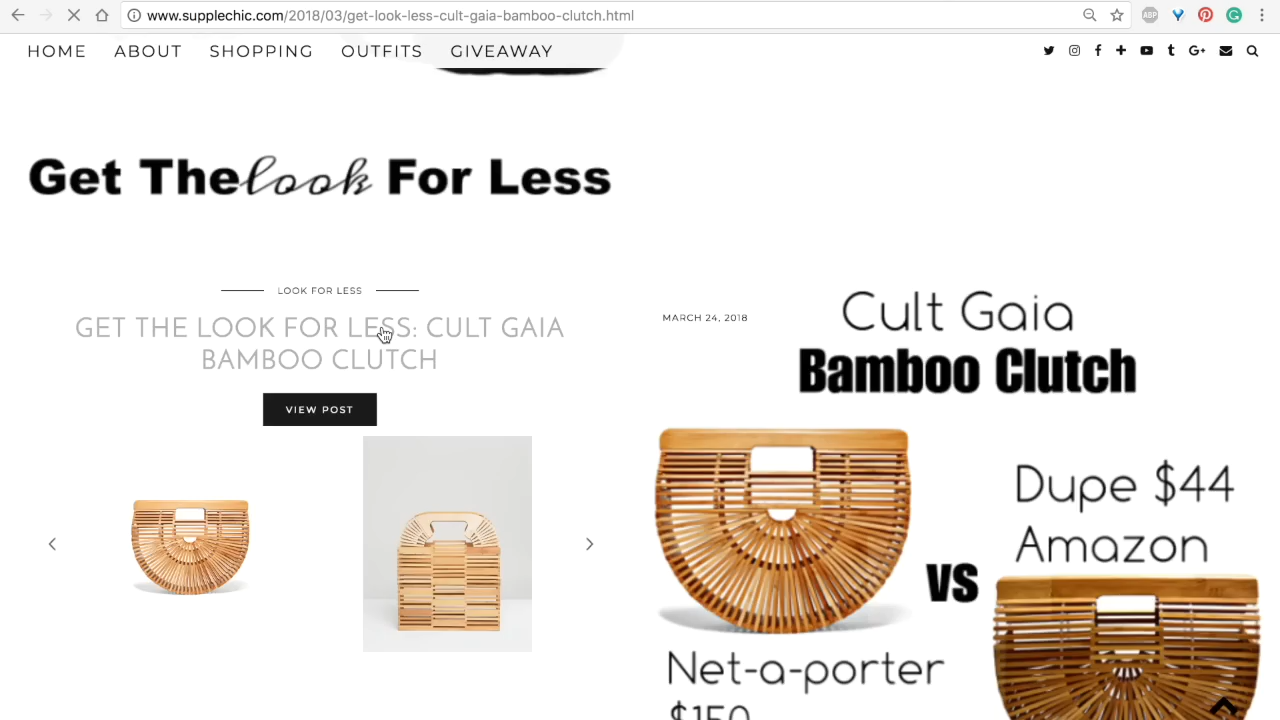 www.supplechic.com/2018/03/get-look-less-cult-gaia-bamboo-clutch.html
ABP
HOME ABOUT SHOPPING OUTFITS GIVEAWAY
Get The look For Less
LOOK FOR LESS
GET THE LOOK FOR LESS: CULT GAIA
BAMBOO CLUTCH
VIEW POST
MARCH 24, 2018
Cult Gaia
Bamboo Clutch
Dupe $44
Amazon
vs
Net-a-porter
$150